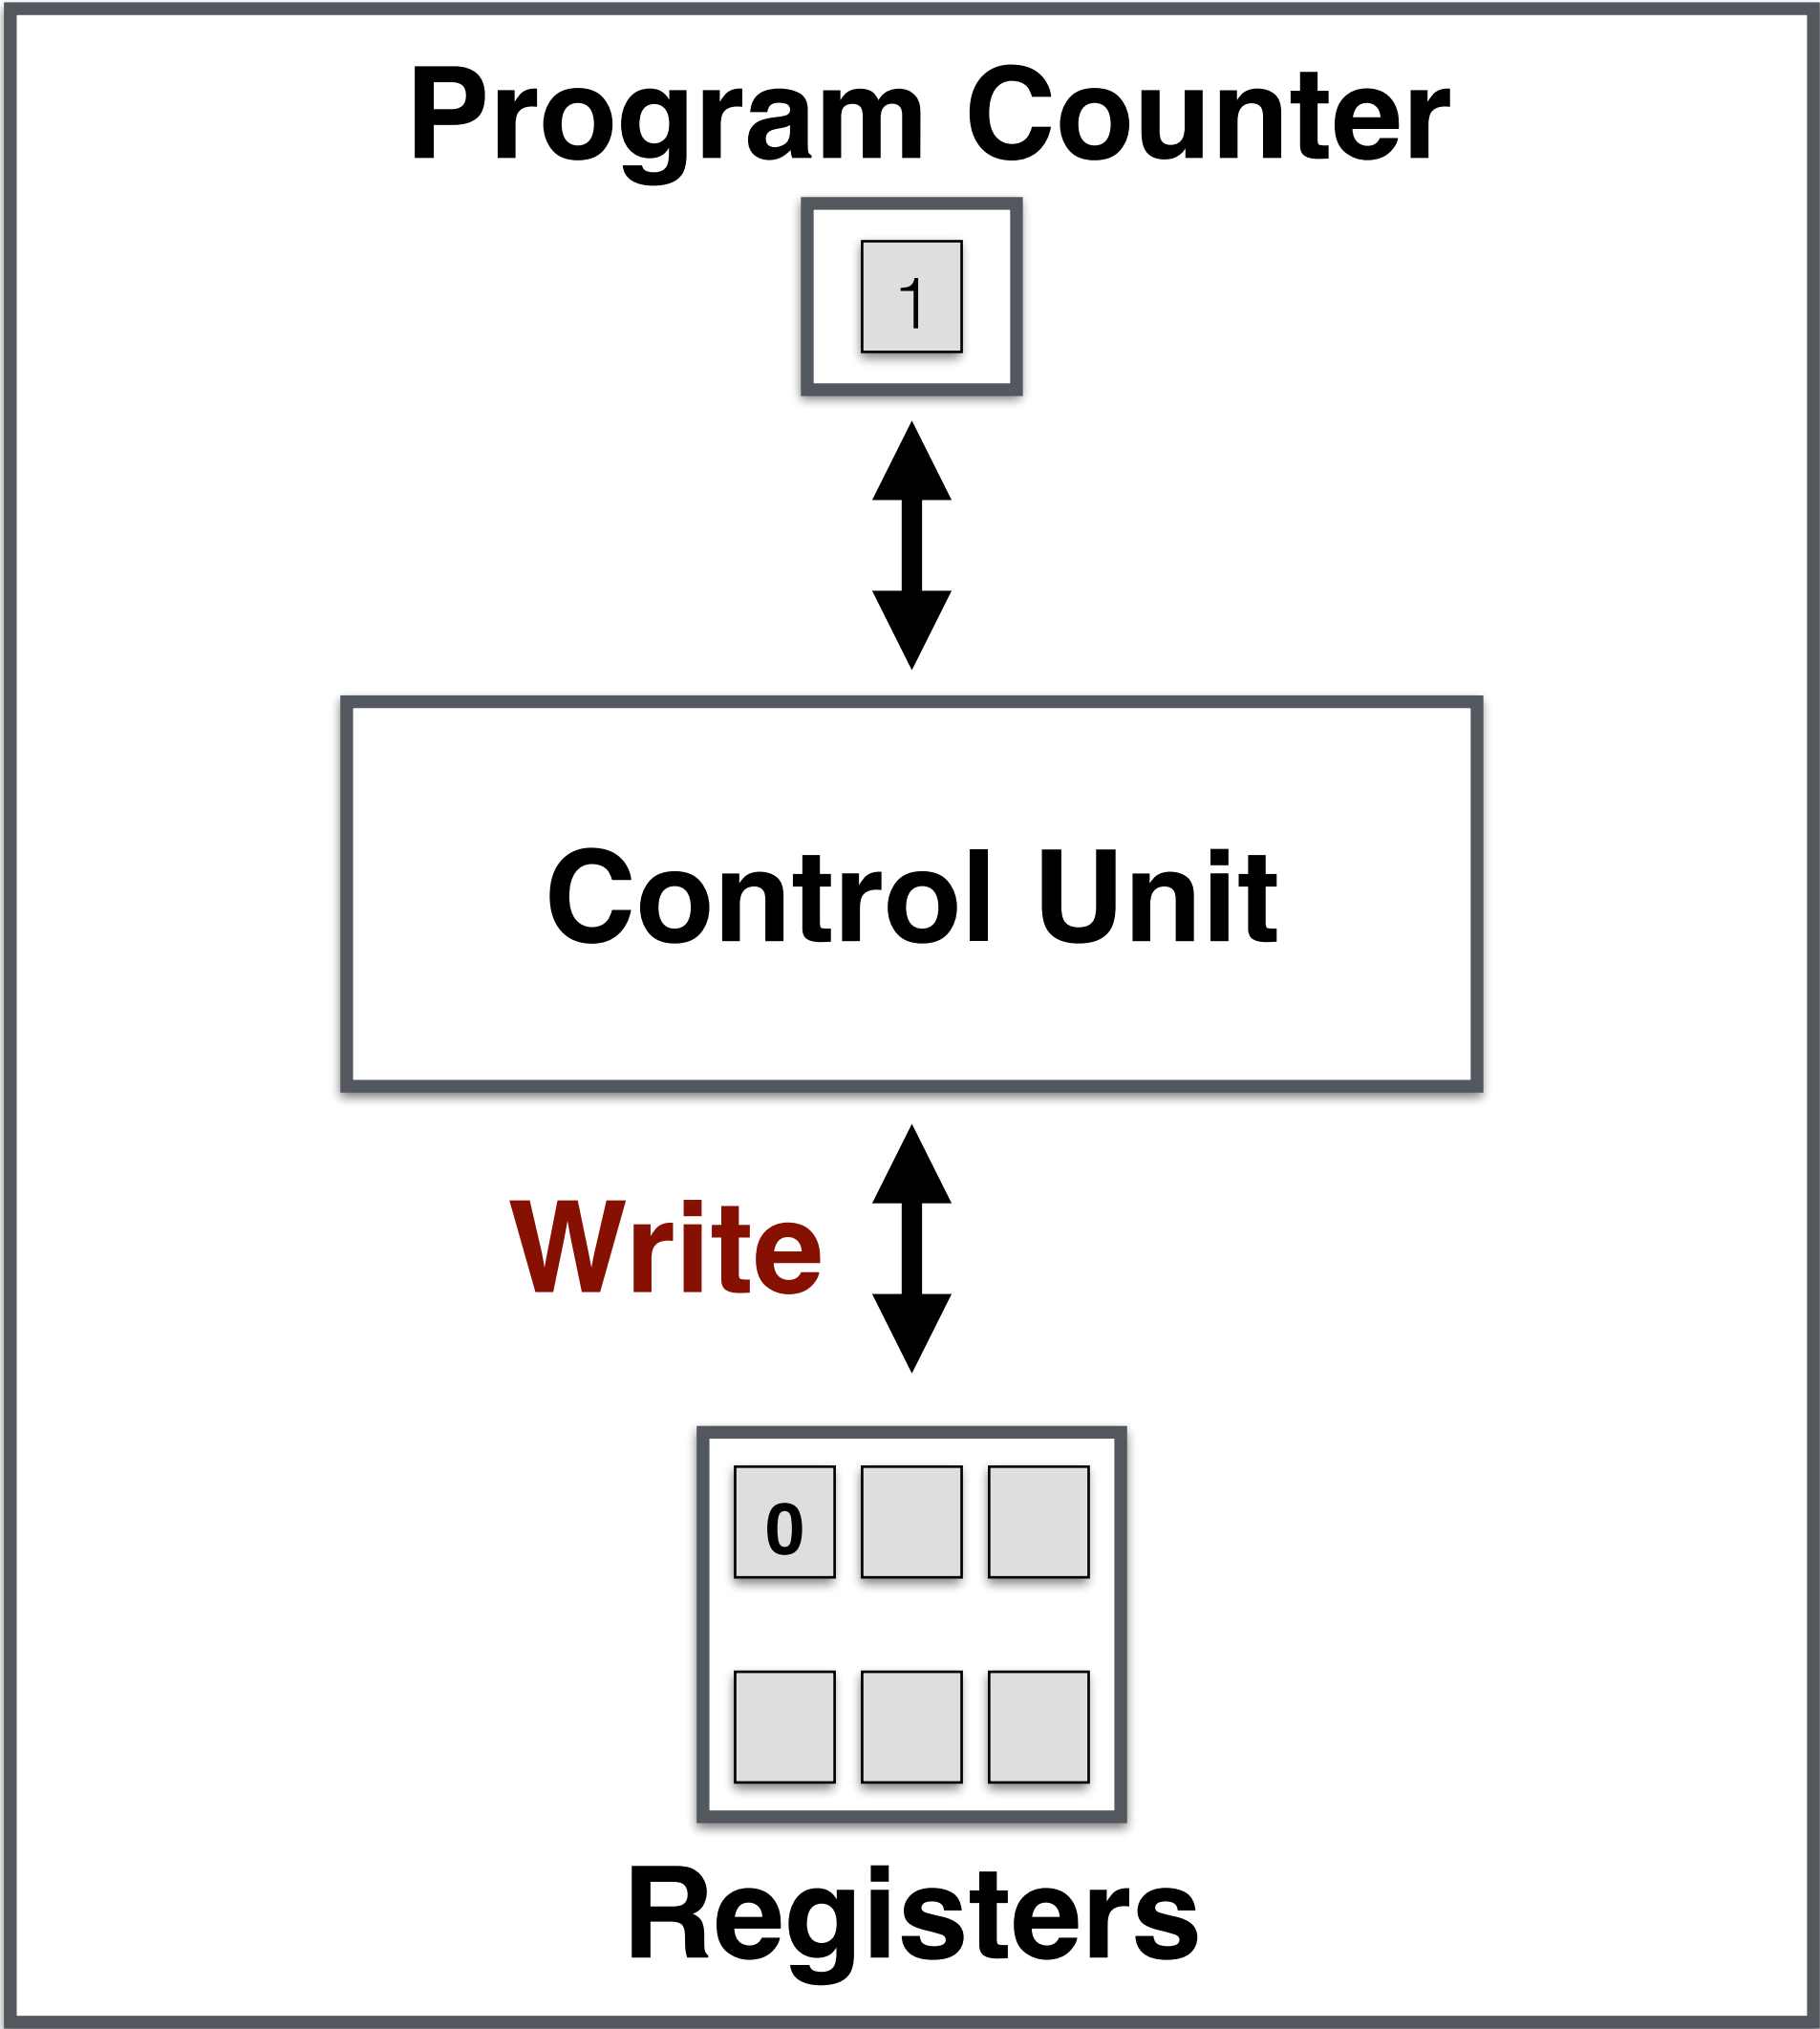 Program Counter
1
Control Unit
Write
0
Registers